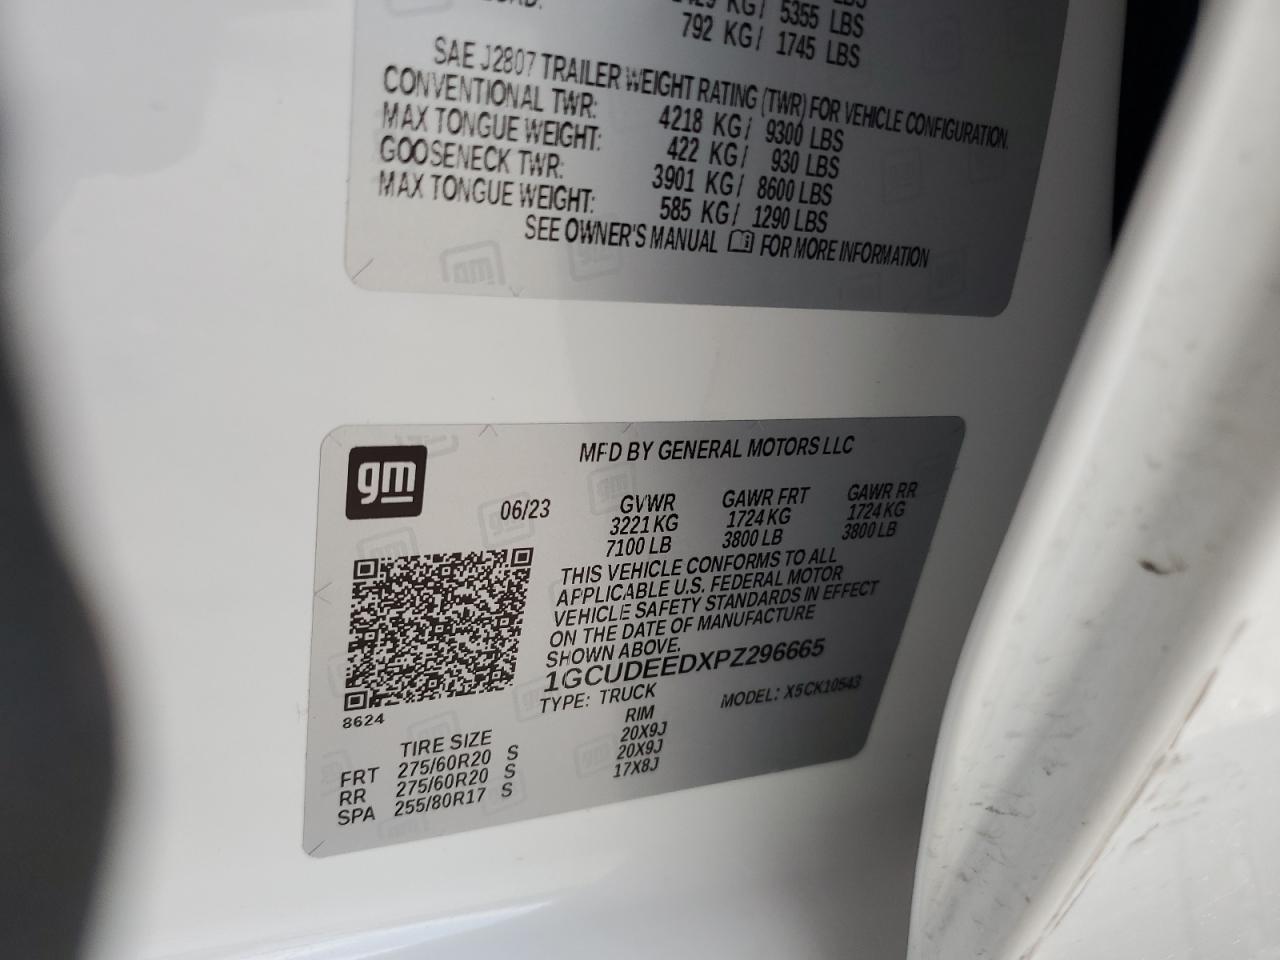 KG/ 5355 LBS
792 KG/ 1745 LBS
SAE J2807 TRAILER WEIGHT RATING (TWR) FOR VEHICLE CONFIGURATION.
CONVENTIONAL TWR: 4218 KG/ 9300 LBS
MAX TONGUE WEIGHT: 422 KG/ 930 LBS
GOOSENECK TWR: 3901 KG/ 8600 LBS
MAX TONGUE WEIGHT: 585 KG/ 1290 LBS
SEE OWNER'S MANUAL FOR MORE INFORMATION
gm
gm
MFD BY GENERAL MOTORS LLC
06/23 GVWR GAWR FRT GAWR RR
3221 KG 1724 KG 1724 KG
7100 LB 3800 LB 3800 LB
THIS VEHICLE CONFORMS TO ALL
APPLICABLE U.S. FEDERAL MOTOR
VEHICLE SAFETY STANDARDS IN EFFECT
ON THE DATE OF MANUFACTURE
SHOWN ABOVE.
1GCUDEEDXPZ296665
TYPE: TRUCK MODEL: X5CK10543
8624
TIRE SIZE RIM
FRT 275/60R20 S 20X9J
RR 275/60R20 S 20X9J
SPA 255/80R17 S 17X8J